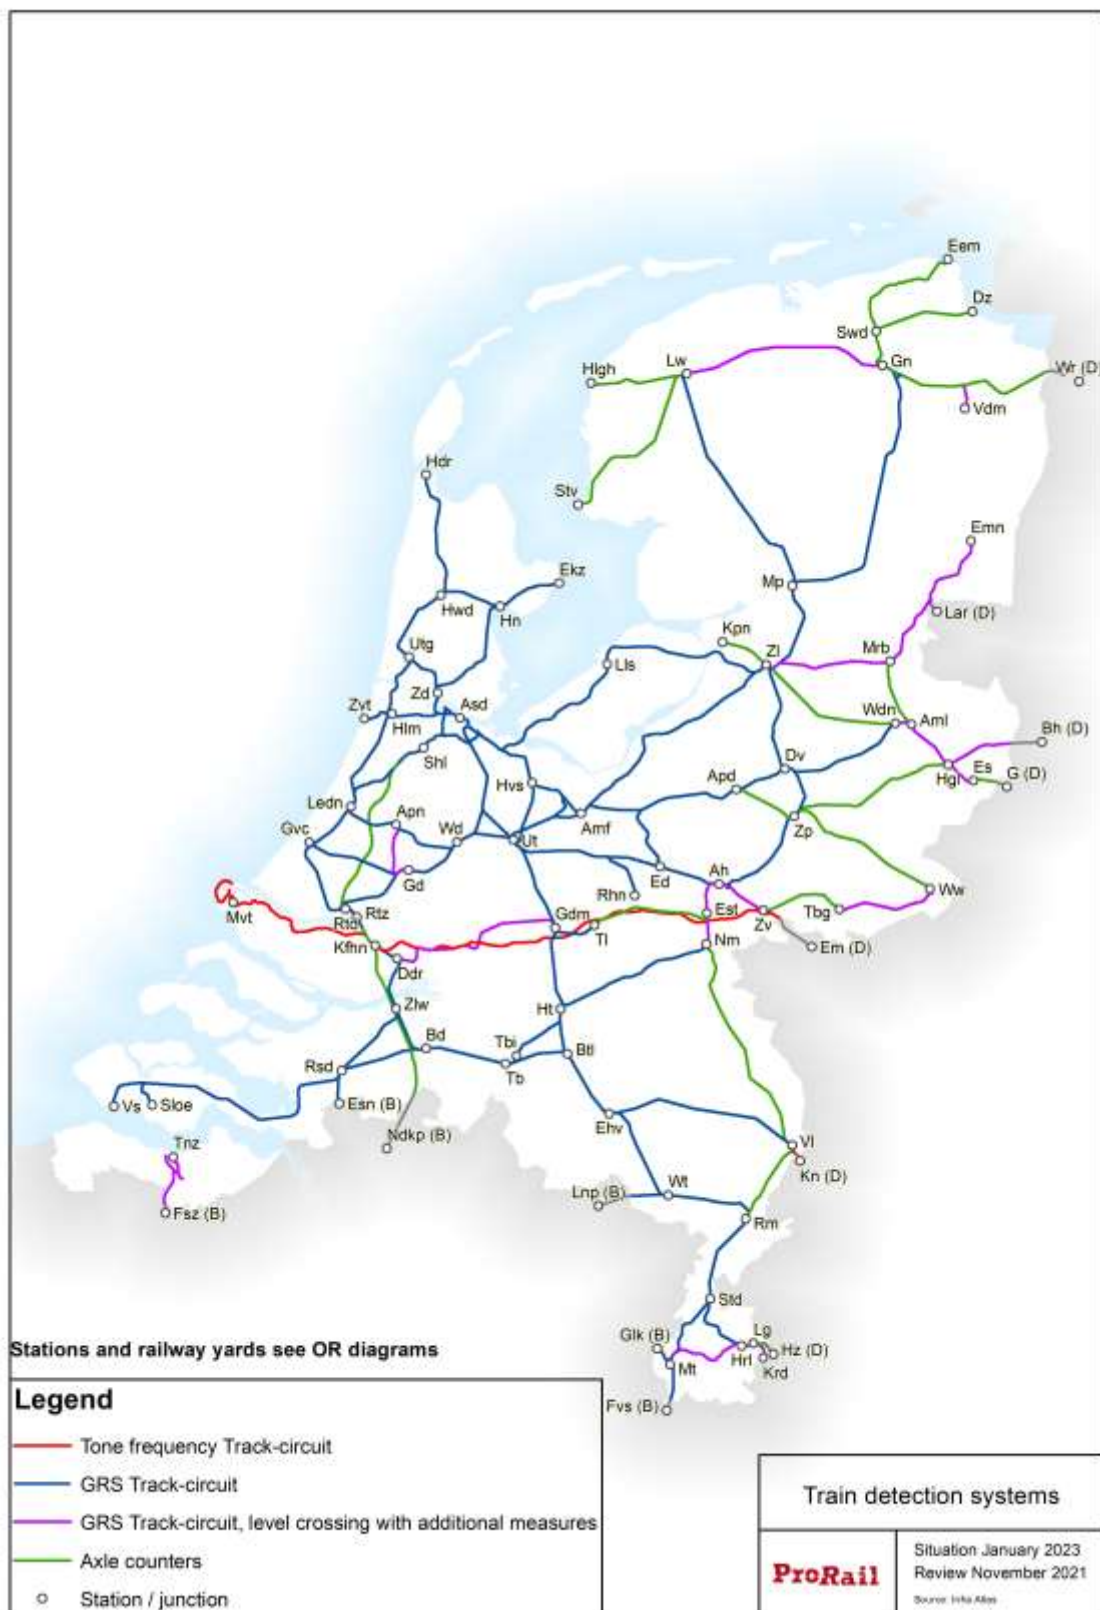 Eem
Dz
Swd
Gn
Lw
Hlgh
Wr (D)
Vdm
Hdr
Stv
Emn
Ekz
Mp
Hwd
Hn
Lar (D)
Kpn
Utg
Zl
Mrb
Lls
Zd
Zvt
Asd
Wdn
Aml
Hlm
Bh (D)
Shl
Dv
Es
G (D)
Hgl
Hvs
Apd
Ledn
Apn
Zp
Gvc
Wd
Ut
Amf
Gd
Ed
Ah
Ww
Rhn
Mvt
Rtd
Rtz
Est
Tbg
Zv
Gdm
Tl
Kfhn
Nm
Em (D)
Ddr
Zlw
Ht
Bd
Tbi
Btl
Rsd
Tb
Vs
Sloe
Esn (B)
Ehv
Ndkp (B)
Vl
Tnz
Kn (D)
Lnp (B)
Wt
Fsz (B)
Rm
Std
Glk (B)
Lg
Hz (D)
Mt
Hrl
Krd
Fvs (B)
Stations and railway yards see OR diagrams
Legend
Tone frequency Track-circuit
GRS Track-circuit
GRS Track-circuit, level crossing with additional measures
Axle counters
Station / junction
Train detection systems
ProRail
Situation January 2023
Review November 2021
Source: Infra Atlas